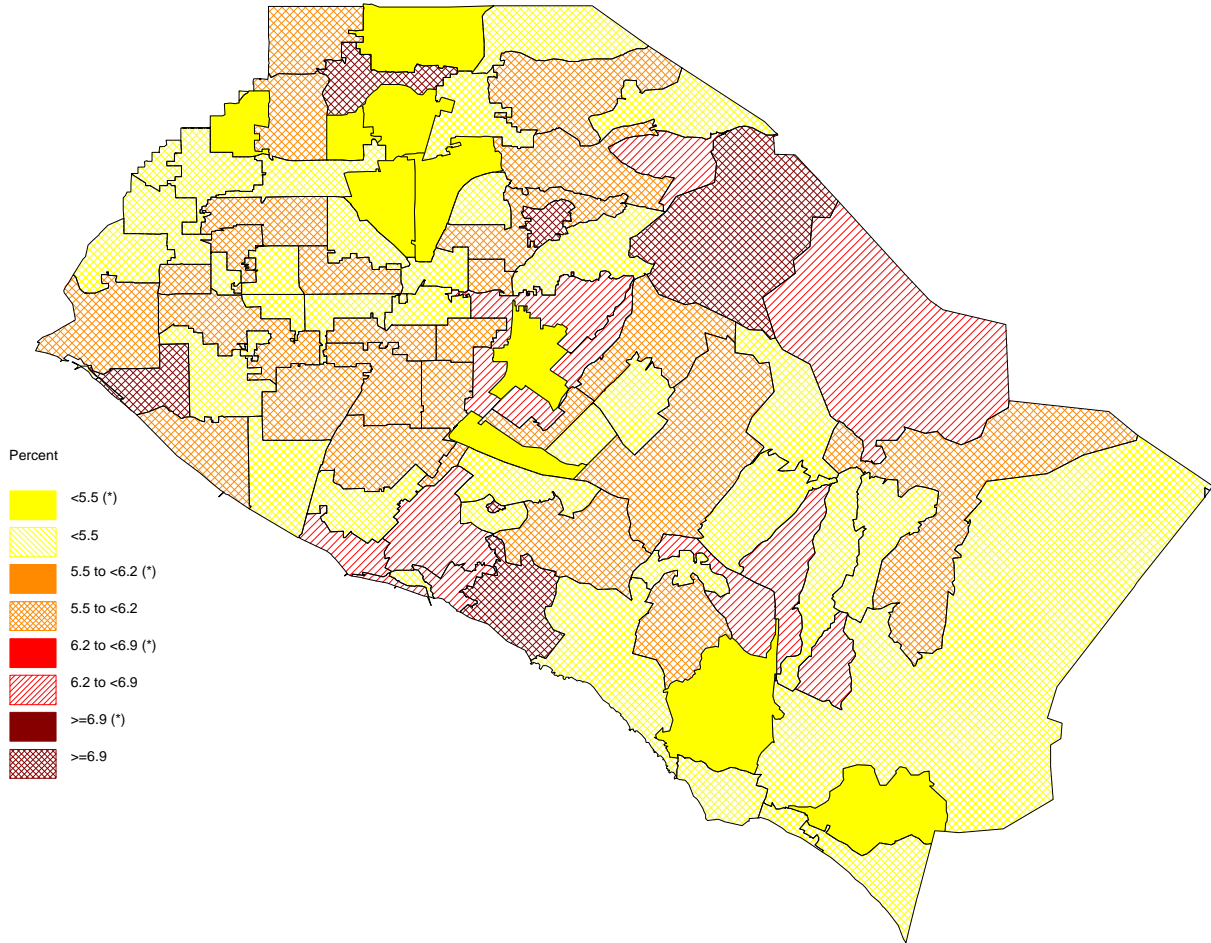 Percent
<5.5 (*)
<5.5
5.5 to <6.2 (*)
5.5 to <6.2
6.2 to <6.9 (*)
6.2 to <6.9
>=6.9 (*)
>=6.9